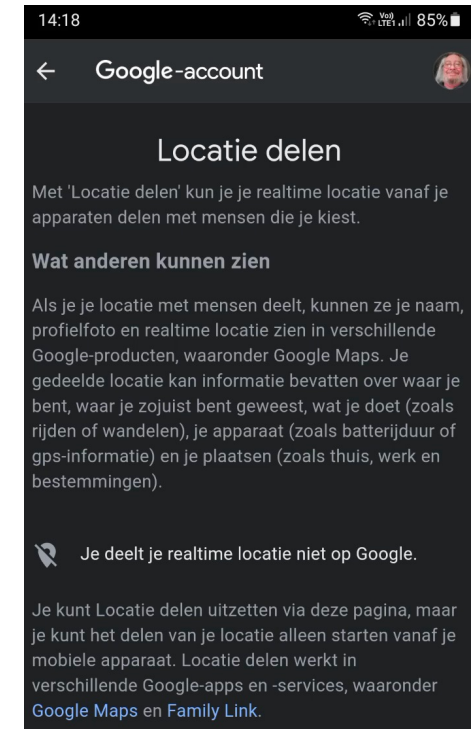 14:18 Vo)) LTE1 85%
Google-account
Locatie delen
Met 'Locatie delen' kun je je realtime locatie vanaf je
apparaten delen met mensen die je kiest.
Wat anderen kunnen zien
Als je je locatie met mensen deelt, kunnen ze je naam,
profielfoto en realtime locatie zien in verschillende
Google-producten, waaronder Google Maps. Je
gedeelde locatie kan informatie bevatten over waar je
bent, waar je zojuist bent geweest, wat je doet (zoals
rijden of wandelen), je apparaat (zoals batterijduur of
gps-informatie) en je plaatsen (zoals thuis, werk en
bestemmingen).
Je deelt je realtime locatie niet op Google.
Je kunt Locatie delen uitzetten via deze pagina, maar
je kunt het delen van je locatie alleen starten vanaf je
mobiele apparaat. Locatie delen werkt in
verschillende Google-apps en -services, waaronder
Google Maps en Family Link.